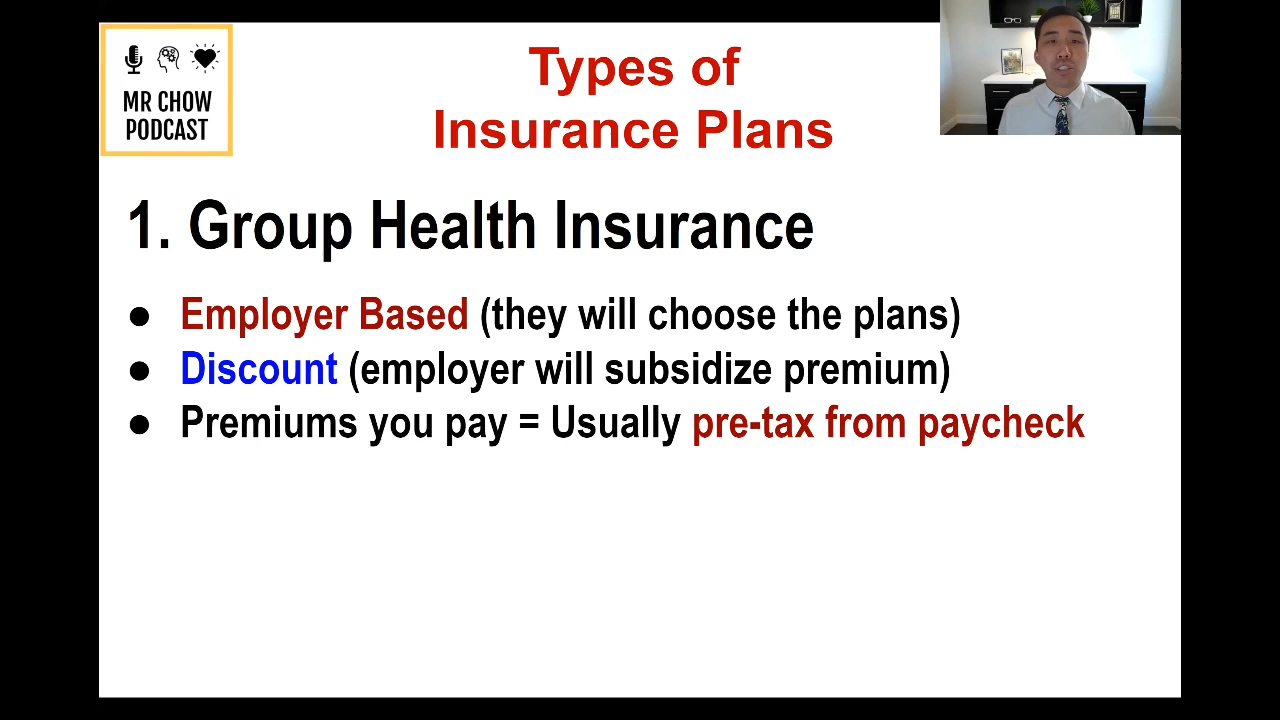 MR CHOW
PODCAST
Types of
Insurance Plans
1. Group Health Insurance
● Employer Based (they will choose the plans)
● Discount (employer will subsidize premium)
● Premiums you pay = Usually pre-tax from paycheck